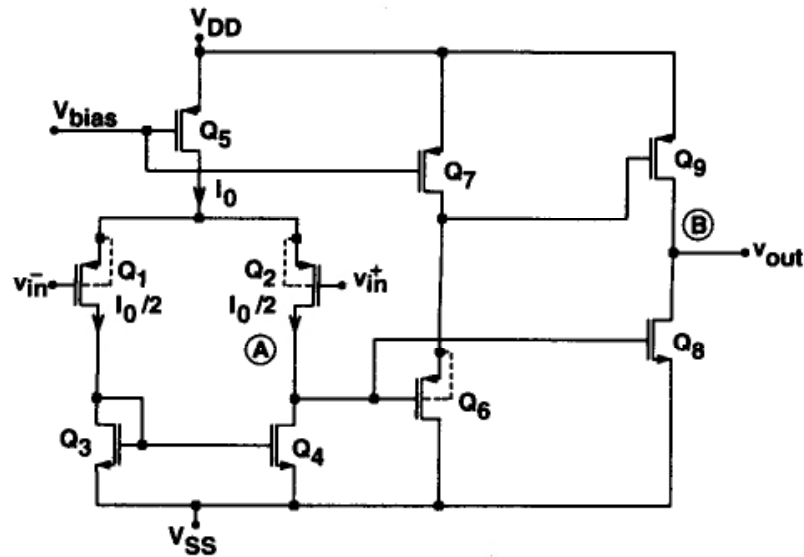 VDD
Vbias
Q5
Q7
Q9
I0
B
vin-
Q1
Q2
vin+
vout
I0/2
I0/2
A
Q8
Q6
Q3
Q4
VSS